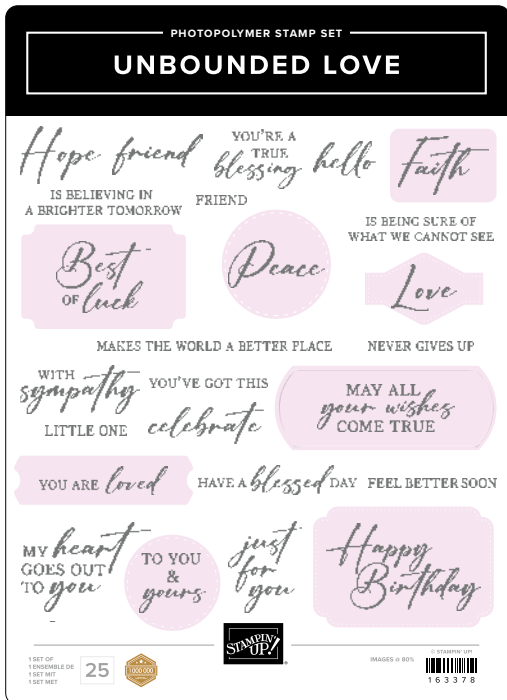 PHOTOPOLYMER STAMP SET
UNBOUNDED LOVE
Hope
friend
YOU'RE A
TRUE
blessing
hello
Faith
IS BELIEVING IN
A BRIGHTER TOMORROW
FRIEND
IS BEING SURE OF
WHAT WE CANNOT SEE
Best
OF luck
Peace
Love
MAKES THE WORLD A BETTER PLACE
NEVER GIVES UP
WITH
sympathy
YOU'VE GOT THIS
LITTLE ONE
celebrate
MAY ALL
your wishes
COME TRUE
YOU ARE loved
HAVE A blessed DAY
FEEL BETTER SOON
MY heart
GOES OUT
TO you
TO YOU
&
yours
just
for
you
Happy
Birthday
1 SET OF
1 ENSEMBLE DE
1 SET MIT
1 SET MET
25
1 000 000
STAMPIN'
UP!
®
IMAGES @ 80%
© STAMPIN' UP!
163378